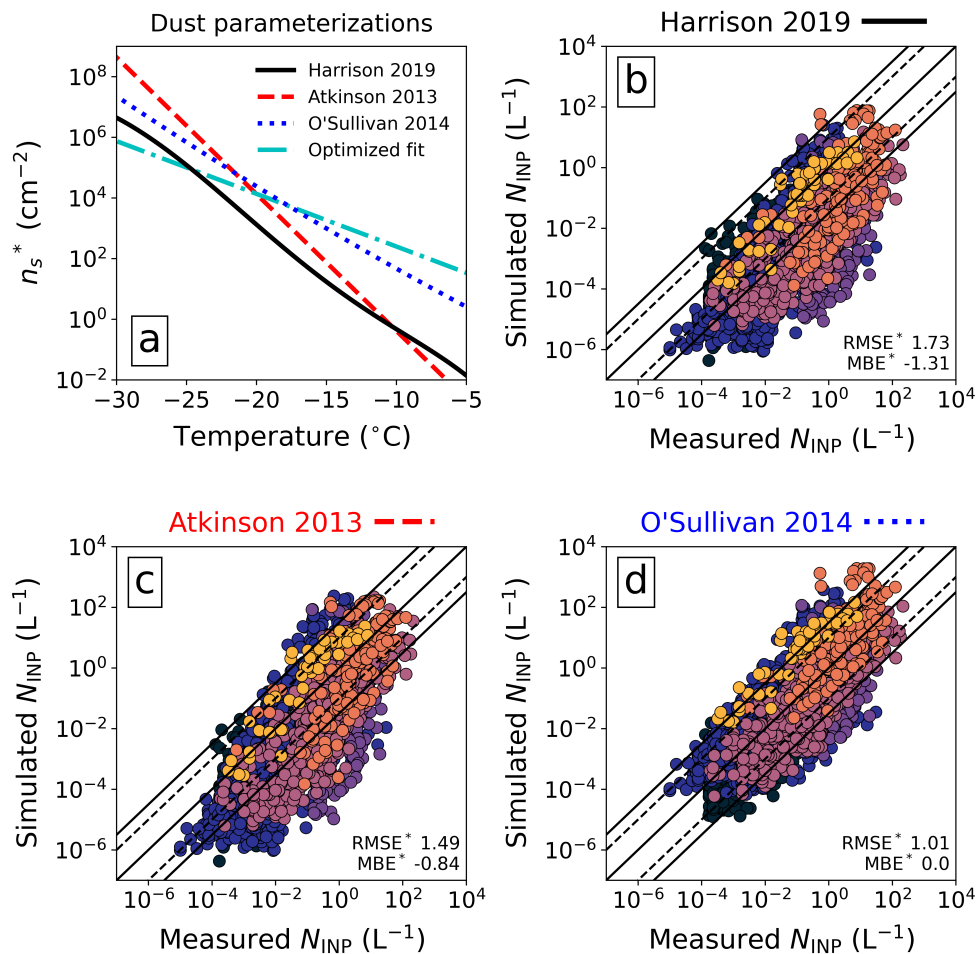 Dust parameterizations
10⁸
10⁶
10⁴
10²
10⁰
10⁻²
nₛ* (cm⁻²)
Harrison 2019
Atkinson 2013
O'Sullivan 2014
Optimized fit
a
−30 −25 −20 −15 −10 −5
Temperature (°C)
Harrison 2019
10⁴
10²
10⁰
10⁻²
10⁻⁴
10⁻⁶
Simulated N_INP (L⁻¹)
b
RMSE* 1.73
MBE* -1.31
10⁻⁶ 10⁻⁴ 10⁻² 10⁰ 10² 10⁴
Measured N_INP (L⁻¹)
Atkinson 2013
10⁴
10²
10⁰
10⁻²
10⁻⁴
10⁻⁶
Simulated N_INP (L⁻¹)
c
RMSE* 1.49
MBE* -0.84
10⁻⁶ 10⁻⁴ 10⁻² 10⁰ 10² 10⁴
Measured N_INP (L⁻¹)
O'Sullivan 2014
10⁴
10²
10⁰
10⁻²
10⁻⁴
10⁻⁶
Simulated N_INP (L⁻¹)
d
RMSE* 1.01
MBE* 0.0
10⁻⁶ 10⁻⁴ 10⁻² 10⁰ 10² 10⁴
Measured N_INP (L⁻¹)